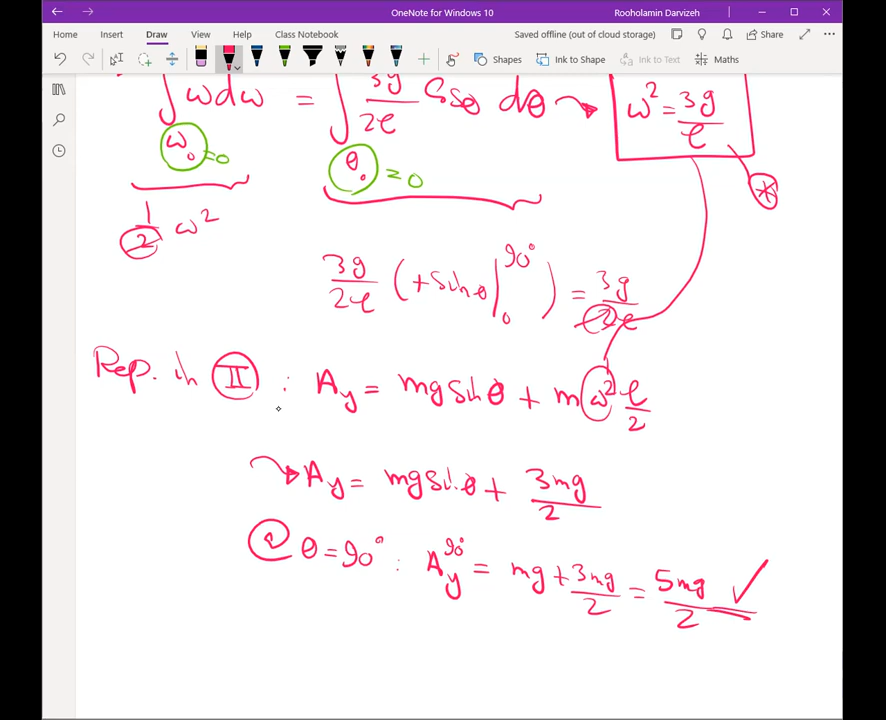 OneNote for Windows 10 Rooholamin Darvizeh
Home Insert Draw View Help Class Notebook Saved offline (out of cloud storage) Share
Shapes Ink to Shape Ink to Text Maths
∫ωdω = ∫ 3g/2ℓ Cosθ dθ → ω² = 3g/ℓ
ω₀ = 0 θ₀ = 0 *
1/2 ω²
3g/2ℓ (+Sinθ |₀^90°) = 3g/2ℓ
Rep. in II : Ay = mg Sinθ + mω² ℓ/2
→ Ay = mg Sinθ + 3mg/2
@ θ = 90° : Ay^90° = mg + 3mg/2 = 5mg/2 ✓